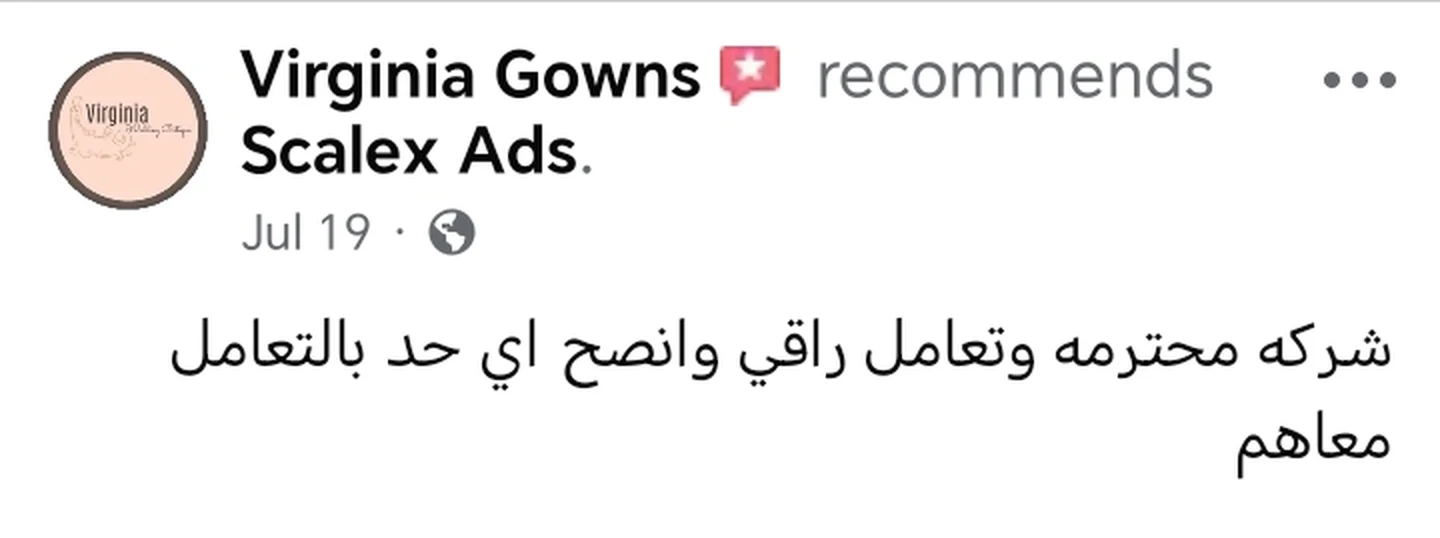 Virginia Gowns recommends
Scalex Ads.
Jul 19 ·
Virginia
شركه محترمه وتعامل راقي وانصح اي حد بالتعامل
معاهم